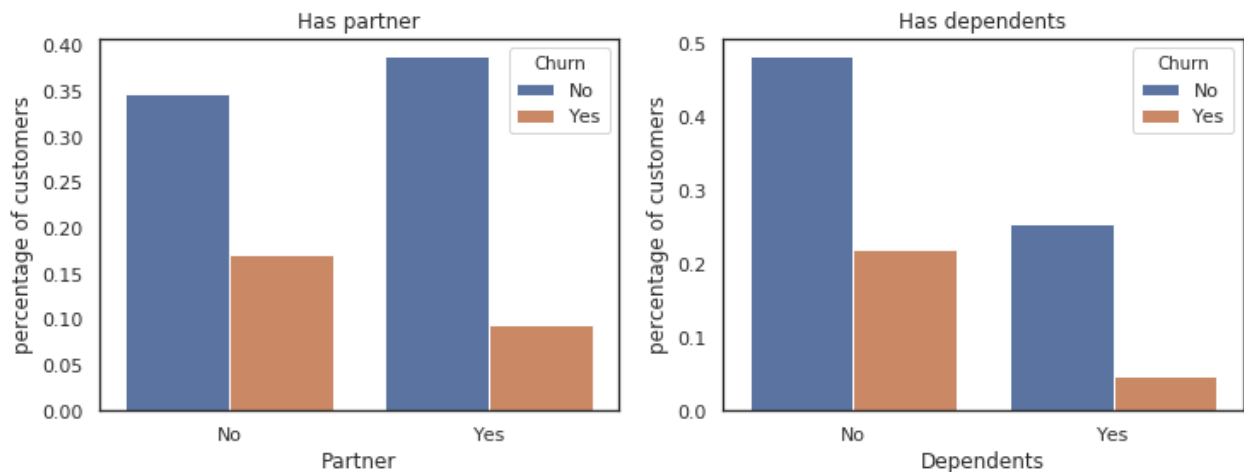 Has partner
percentage of customers
0.40
0.35
0.30
0.25
0.20
0.15
0.10
0.05
0.00
Churn
No
Yes
No Yes
Partner
Has dependents
percentage of customers
0.5
0.4
0.3
0.2
0.1
0.0
Churn
No
Yes
No Yes
Dependents